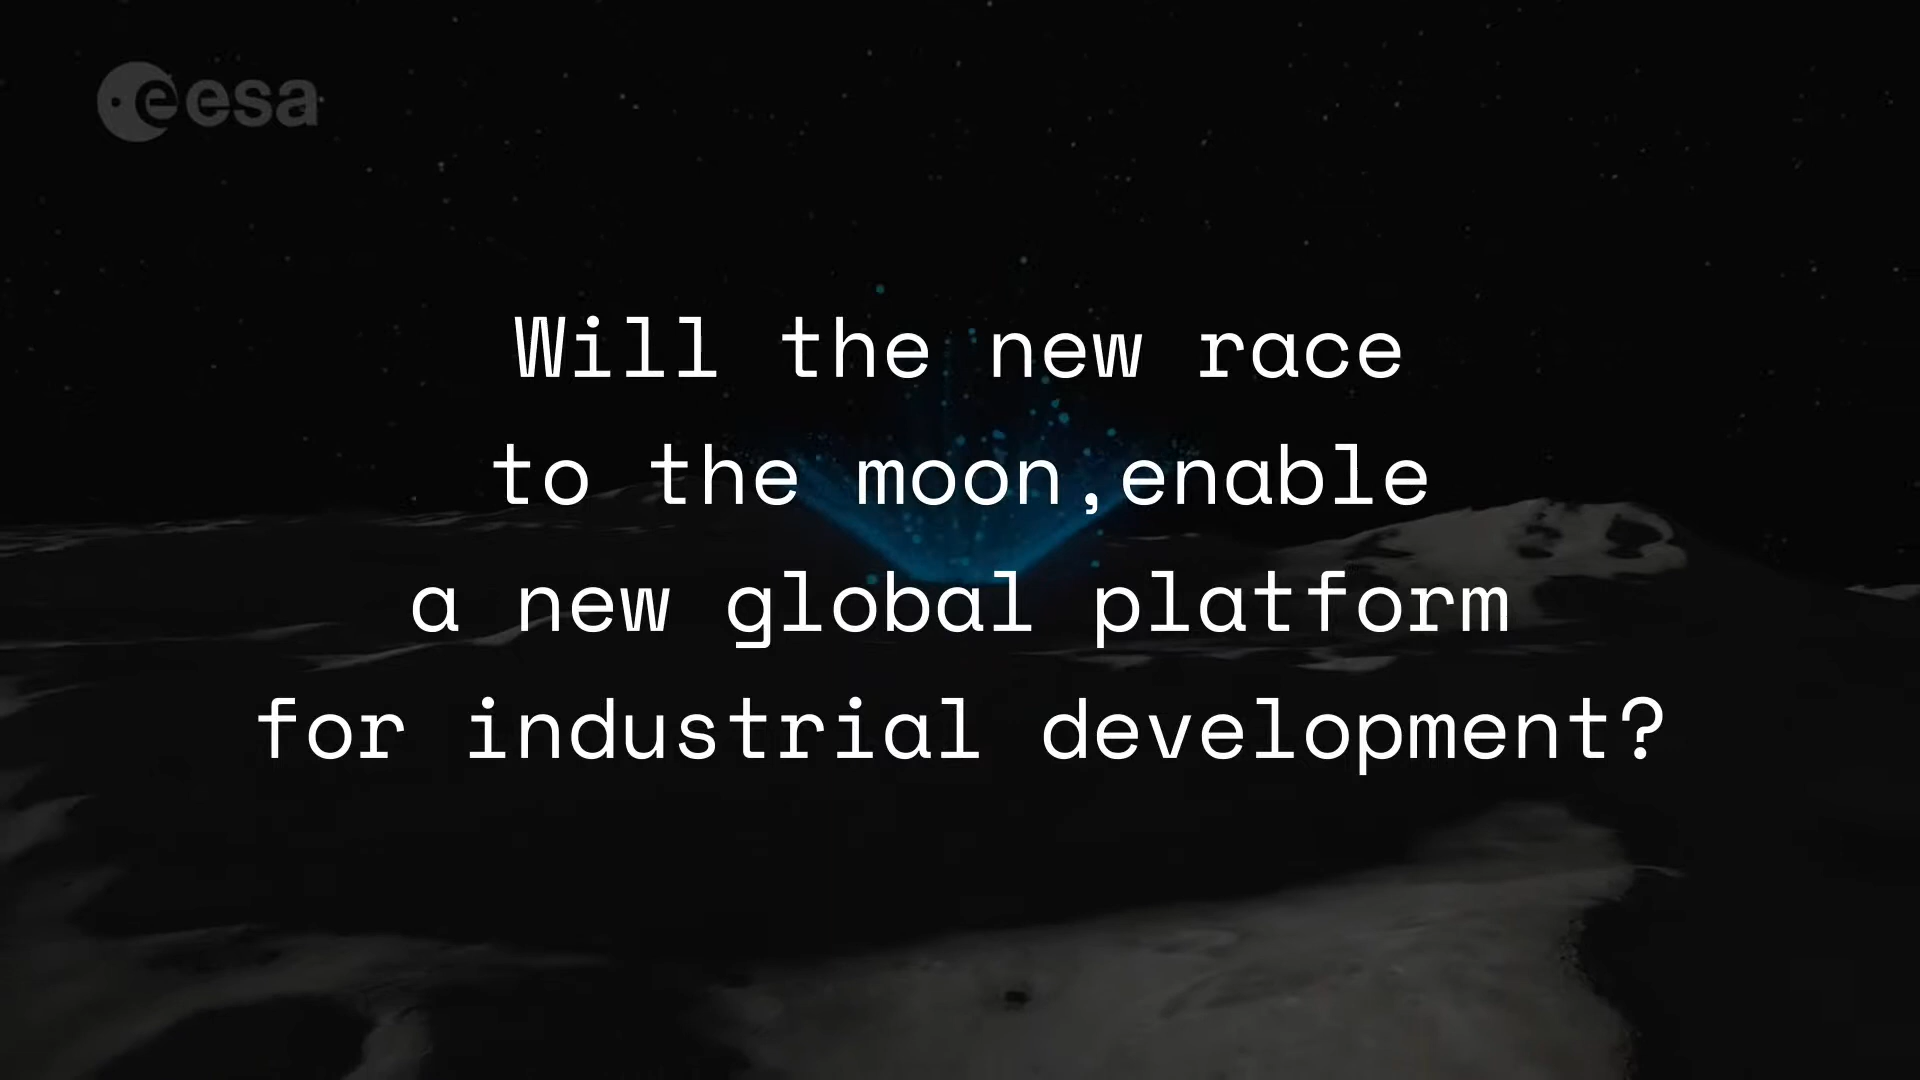 esa
Will the new race
to the moon,enable
a new global platform
for industrial development?